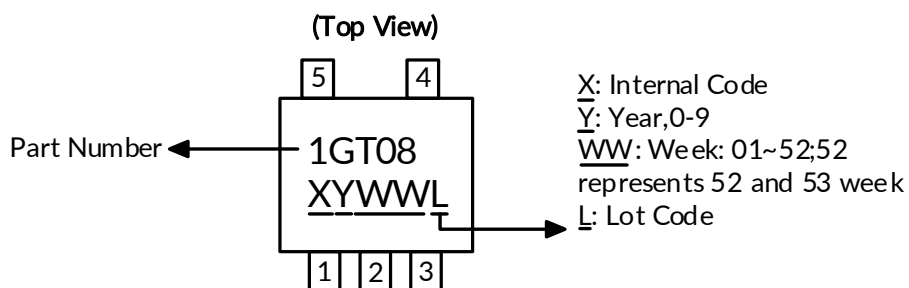 (Top View)
5 4
Part Number
1GT08
XYWWL
1 2 3
X: Internal Code
Y: Year,0-9
WW: Week: 01~52;52
represents 52 and 53 week
L: Lot Code